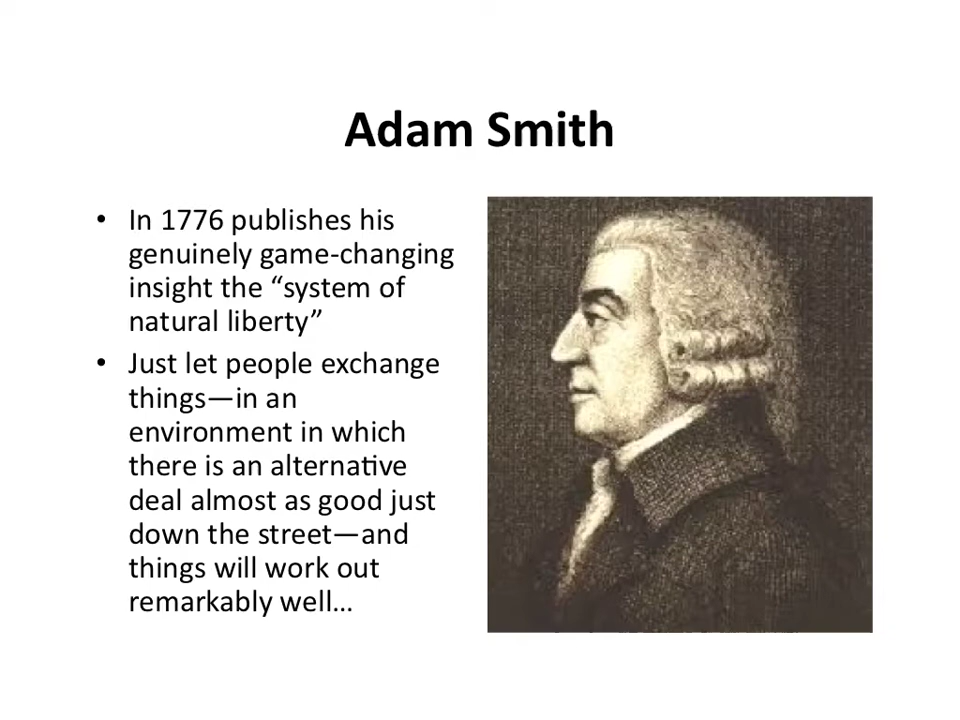 Adam Smith
• In 1776 publishes his
genuinely game-changing
insight the “system of
natural liberty”
• Just let people exchange
things—in an
environment in which
there is an alternative
deal almost as good just
down the street—and
things will work out
remarkably well…